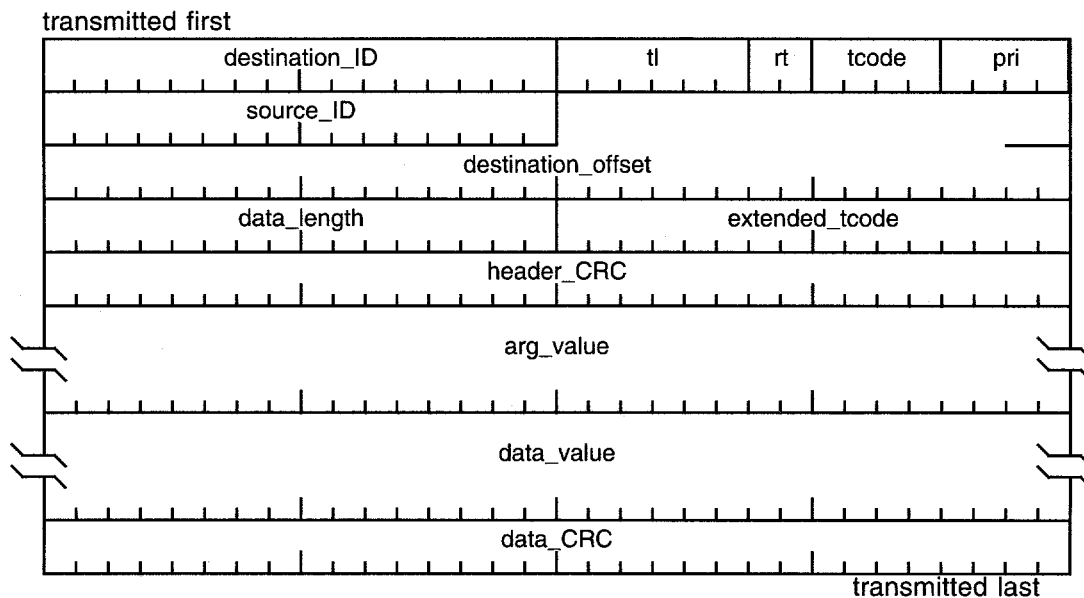 transmitted first
destination_ID tl rt tcode pri
source_ID
destination_offset
data_length extended_tcode
header_CRC
arg_value
data_value
data_CRC
transmitted last